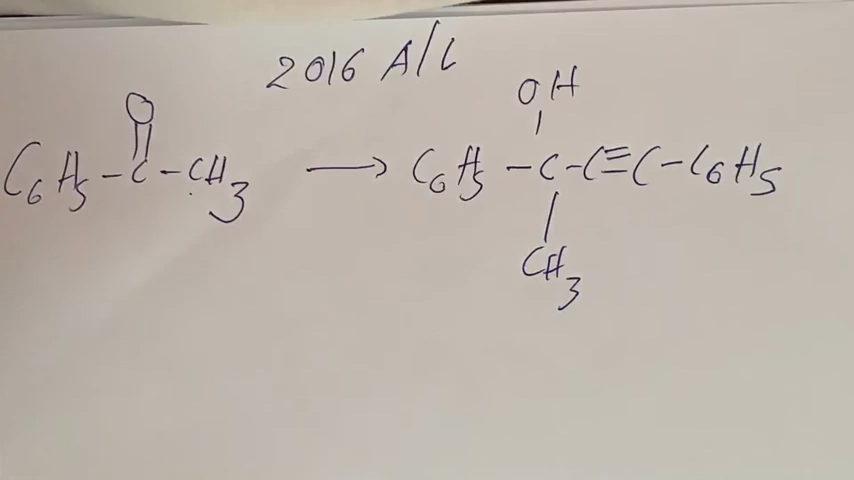 2016 A/L
O
||
C6H5-C-CH3 → C6H5-C-C≡C-C6H5
OH
|
|
CH3